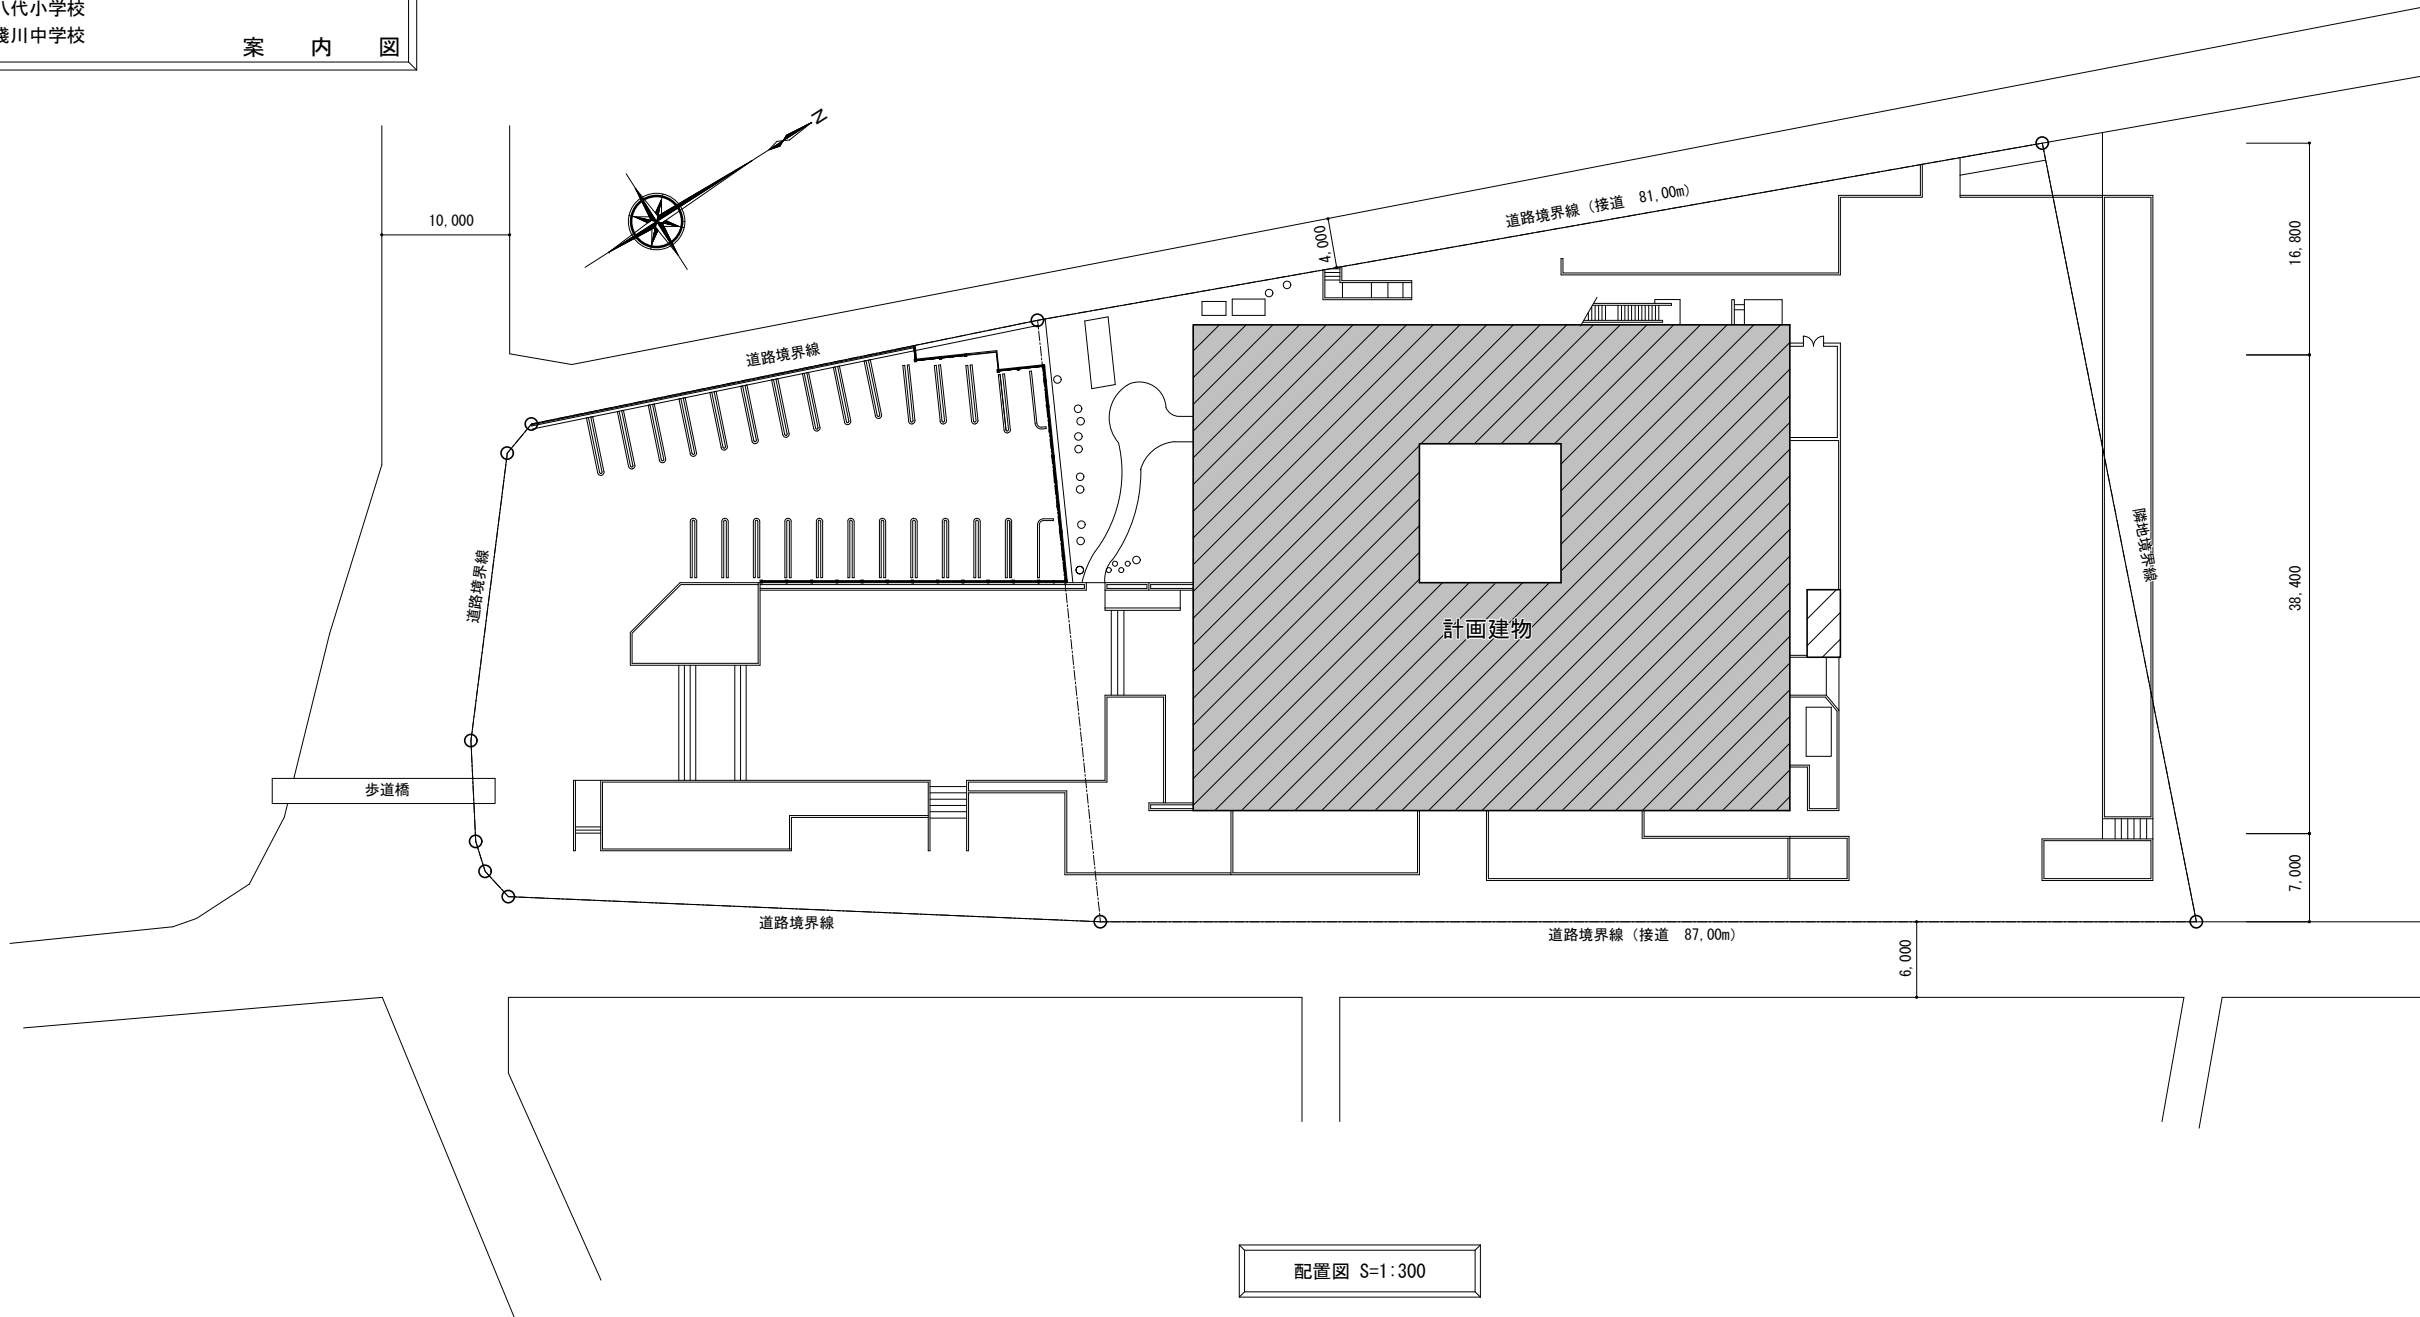 八代小学校
川中学校
案　内　図
N
10,000
4,000
道路境界線（接道　81,00m）
16,800
道路境界線
隣地境界線
38,400
道路境界線
計画建物
歩道橋
7,000
道路境界線
道路境界線（接道　87,00m）
6,000
配置図 S=1:300